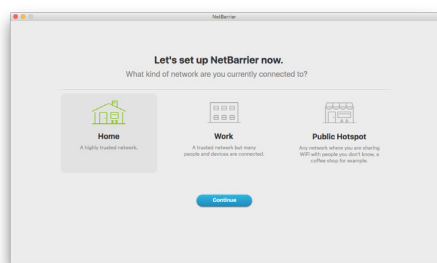 NetBarrier
Let's set up NetBarrier now.
What kind of network are you currently connected to?
Home
A highly trusted network.
Work
A trusted network but many
people and devices are connected.
Public Hotspot
Any network where you are sharing
WiFi with people you don't know, a
coffee shop for example.
Continue